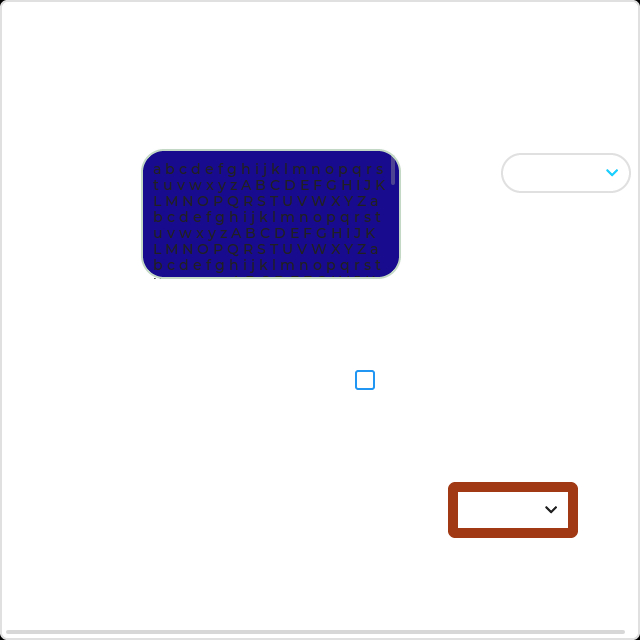 a b c d e f g h i j k l m n o p q r s
t u v w x y z A B C D E F G H I J K
L M N O P Q R S T U V W X Y Z a
b c d e f g h i j k l m n o p q r s t
u v w x y z A B C D E F G H I J K
L M N O P Q R S T U V W X Y Z a
b c d e f g h i j k l m n o p q r s t